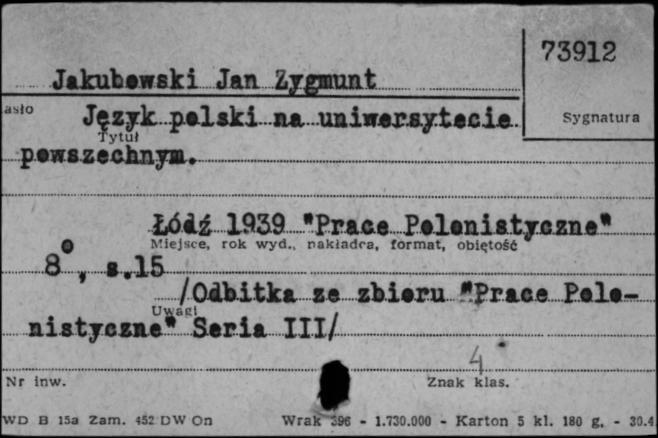 73912
Jakubowski Jan Zygmunt
asło
Język polski na uniwersytecie
Sygnatura
Tytuł
powszechnym.
Łódź 1939 "Prace Polonistyczne"
Miejsce, rok wyd., nakładca, format, objętość
8°, s.15
/Odbitka ze zbioru "Prace Polo-
Uwagi
nistyczne" Seria III/
4
Nr inw.
Znak klas.
WD B 15a Zam. 452 DW On Wrak 396 - 1.730.000 - Karton 5 kl. 180 g. - 30.4